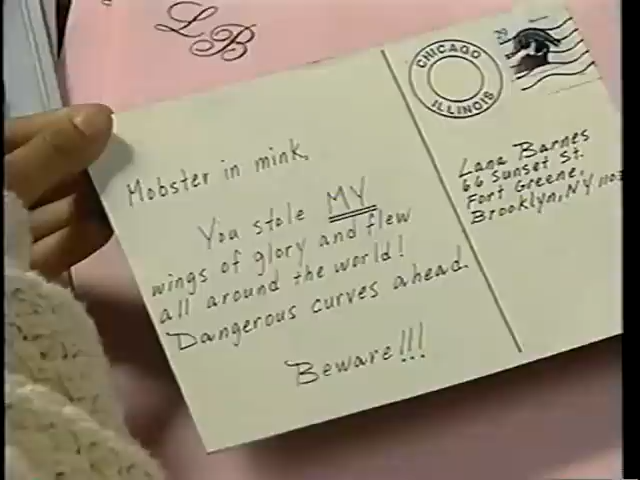 LB
CHICAGO
ILLINOIS
29
Mobster in mink,
You stole MY
wings of glory and flew
all around the world!
Dangerous curves ahead
Beware!!!
Lana Barnes
66 Sunset St.
Fort Greene,
Brooklyn, NY